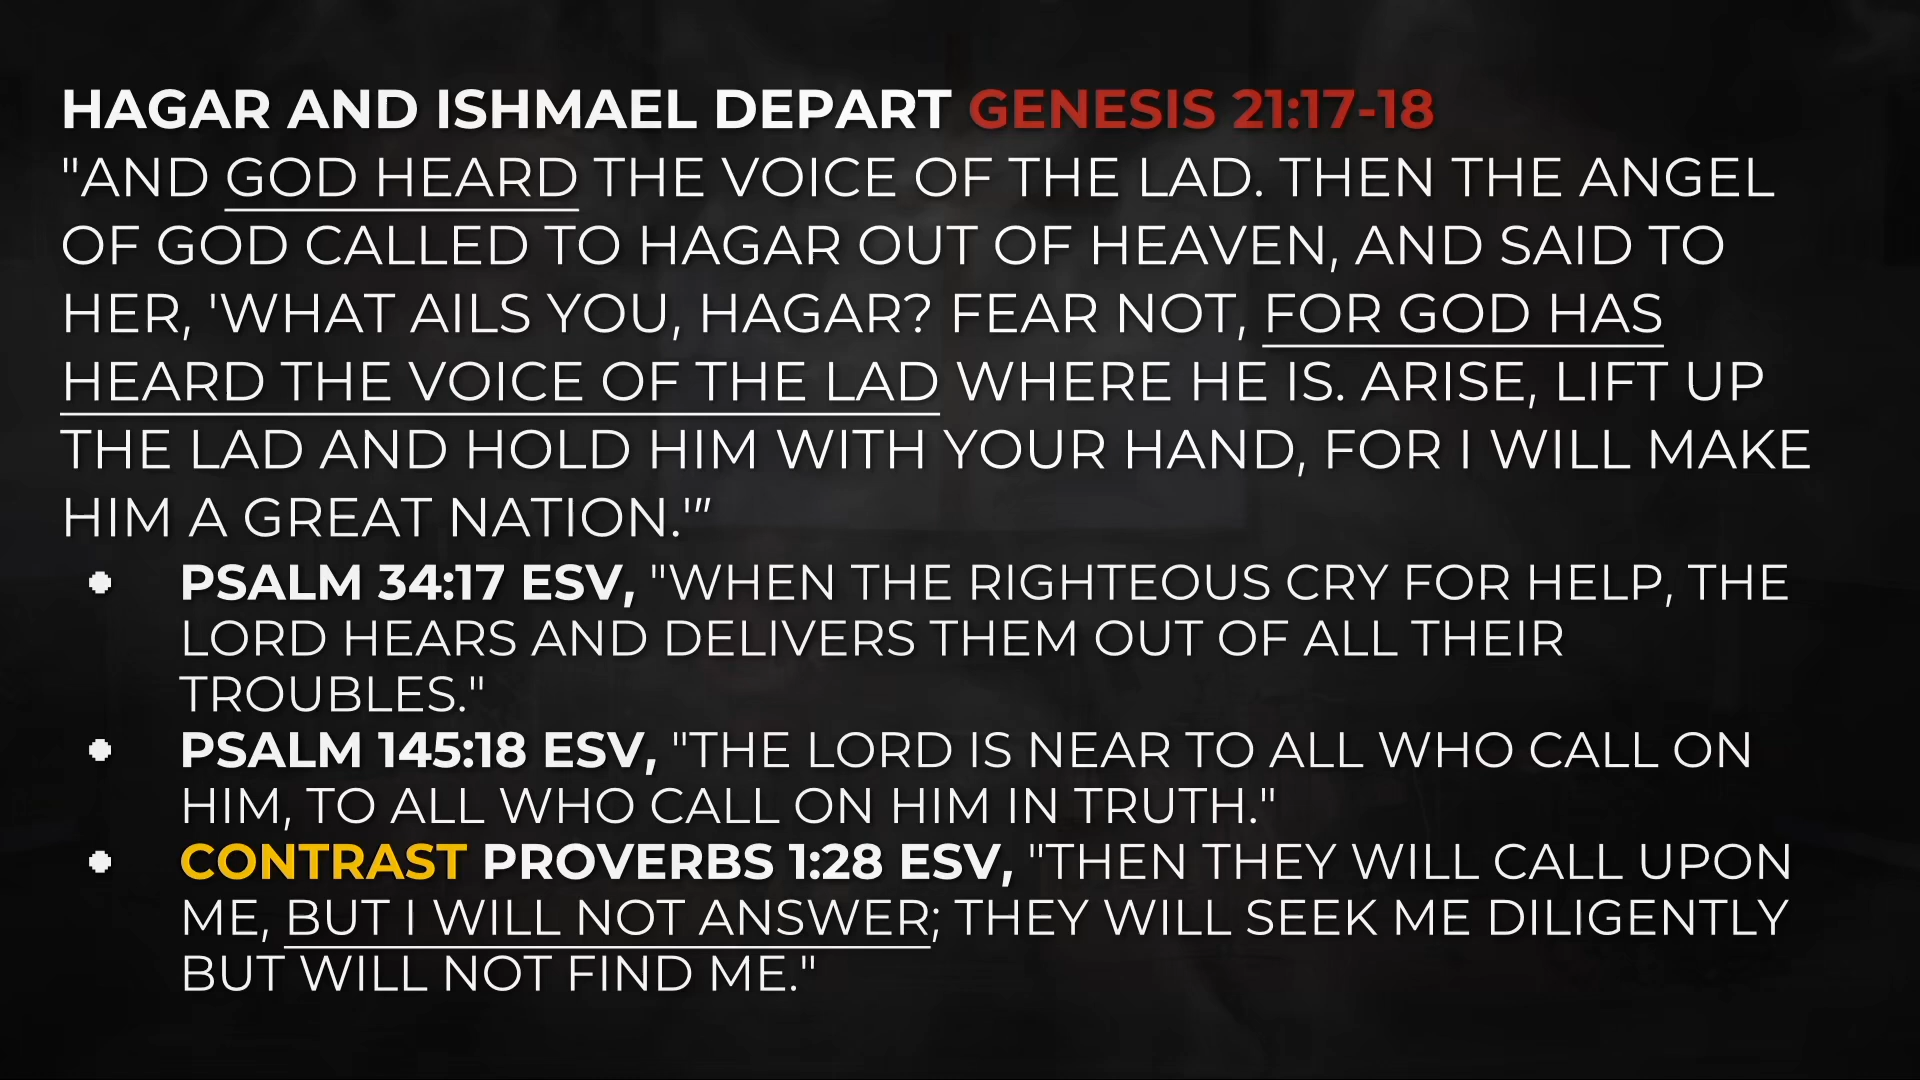 HAGAR AND ISHMAEL DEPART GENESIS 21:17-18
"AND GOD HEARD THE VOICE OF THE LAD. THEN THE ANGEL
OF GOD CALLED TO HAGAR OUT OF HEAVEN, AND SAID TO
HER, 'WHAT AILS YOU, HAGAR? FEAR NOT, FOR GOD HAS
HEARD THE VOICE OF THE LAD WHERE HE IS. ARISE, LIFT UP
THE LAD AND HOLD HIM WITH YOUR HAND, FOR I WILL MAKE
HIM A GREAT NATION.'”
• PSALM 34:17 ESV, "WHEN THE RIGHTEOUS CRY FOR HELP, THE
LORD HEARS AND DELIVERS THEM OUT OF ALL THEIR
TROUBLES."
• PSALM 145:18 ESV, "THE LORD IS NEAR TO ALL WHO CALL ON
HIM, TO ALL WHO CALL ON HIM IN TRUTH."
• CONTRAST PROVERBS 1:28 ESV, "THEN THEY WILL CALL UPON
ME, BUT I WILL NOT ANSWER; THEY WILL SEEK ME DILIGENTLY
BUT WILL NOT FIND ME."